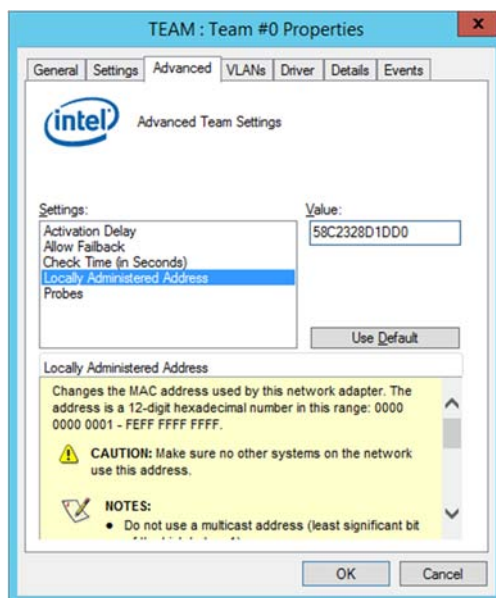 TEAM : Team #0 Properties
x
General Settings Advanced VLANs Driver Details Events
intel Advanced Team Settings
Settings:
Activation Delay
Allow Failback
Check Time (in Seconds)
Locally Administered Address
Probes
Value:
58C2328D1DD0
Use Default
Locally Administered Address
Changes the MAC address used by this network adapter. The
address is a 12-digit hexadecimal number in this range: 0000
0000 0001 - FEFF FFFF FFFF.
CAUTION: Make sure no other systems on the network
use this address.
NOTES:
• Do not use a multicast address (least significant bit
OK Cancel